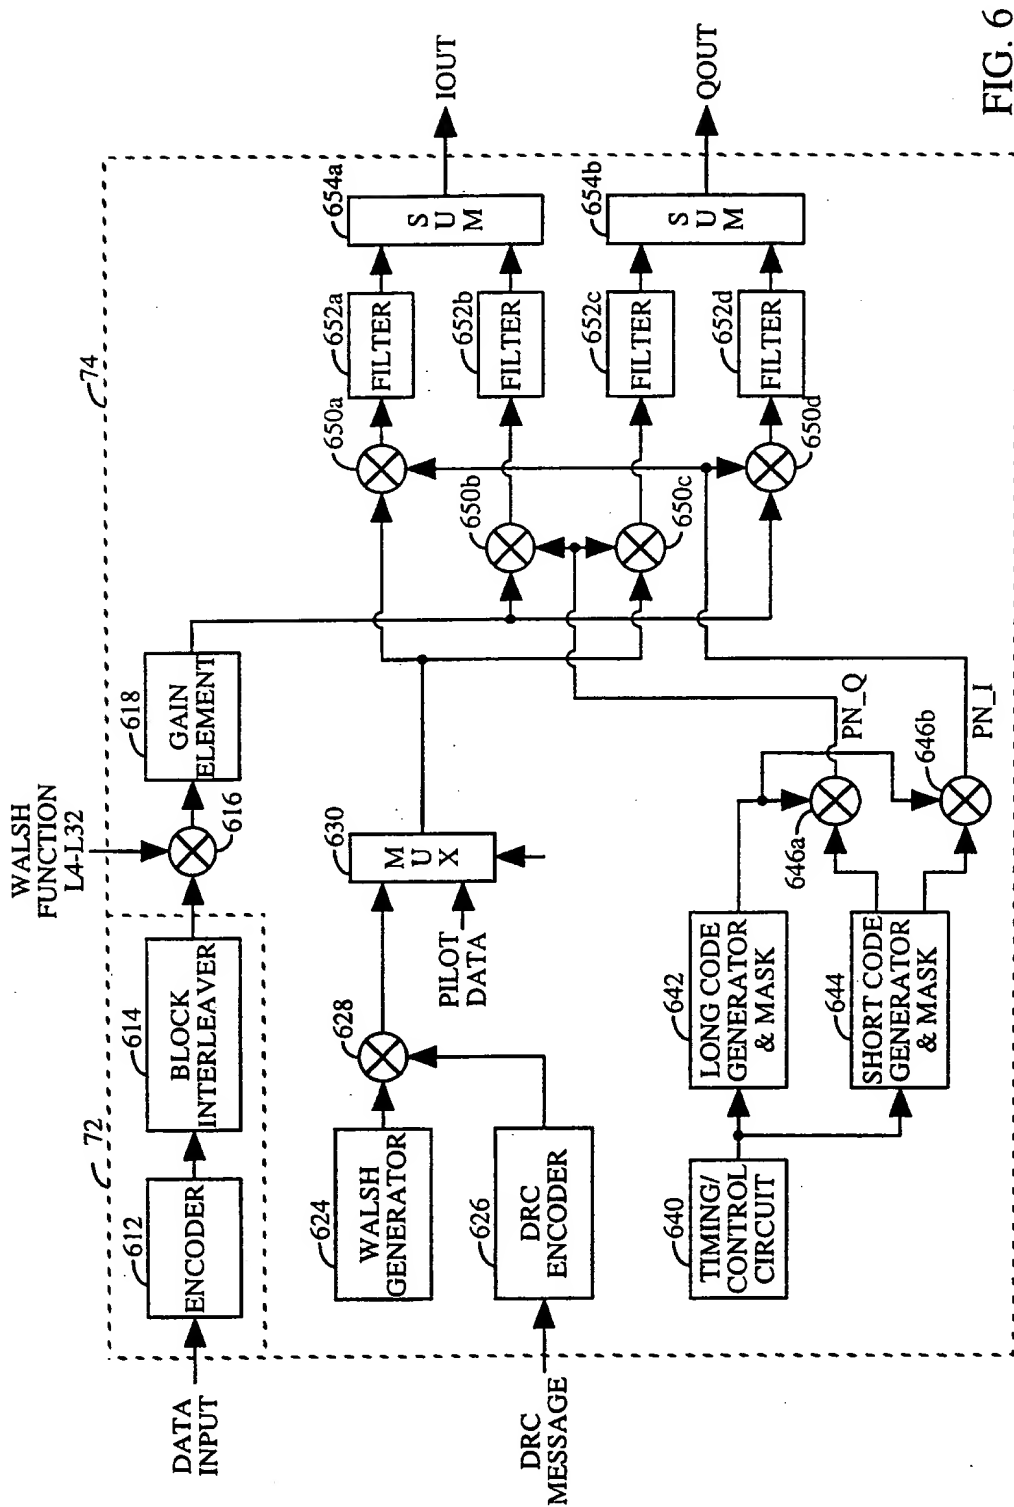 WALSH
FUNCTION
L4-L32
74
72
612
ENCODER
614
BLOCK
INTERLEAVER
616
618
GAIN
ELEMENT
DATA
INPUT
624
WALSH
GENERATOR
628
630
M
U
X
PILOT
DATA
626
DRC
ENCODER
DRC
MESSAGE
640
TIMING/
CONTROL
CIRCUIT
642
LONG CODE
GENERATOR
& MASK
644
SHORT CODE
GENERATOR
& MASK
646a
646b
PN_Q
PN_I
650a
650b
650c
650d
652a
FILTER
652b
FILTER
652c
FILTER
652d
FILTER
654a
S
U
M
654b
S
U
M
IOUT
QOUT
FIG. 6